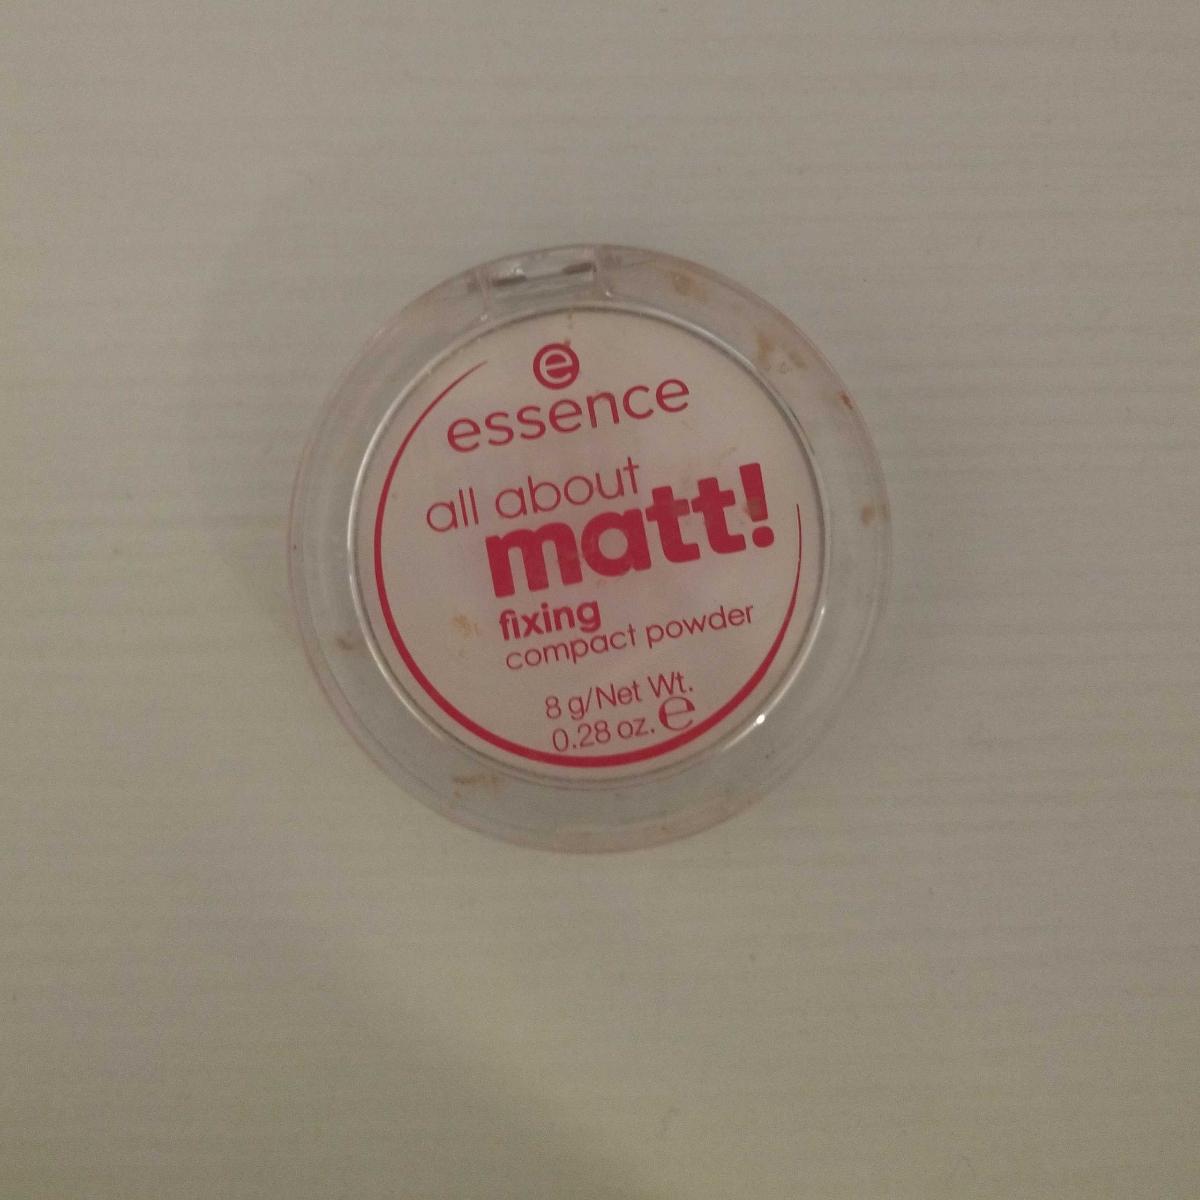 e
essence
all about
matt!
fixing
compact powder
8 g/Net Wt.
0.28 oz. ℮